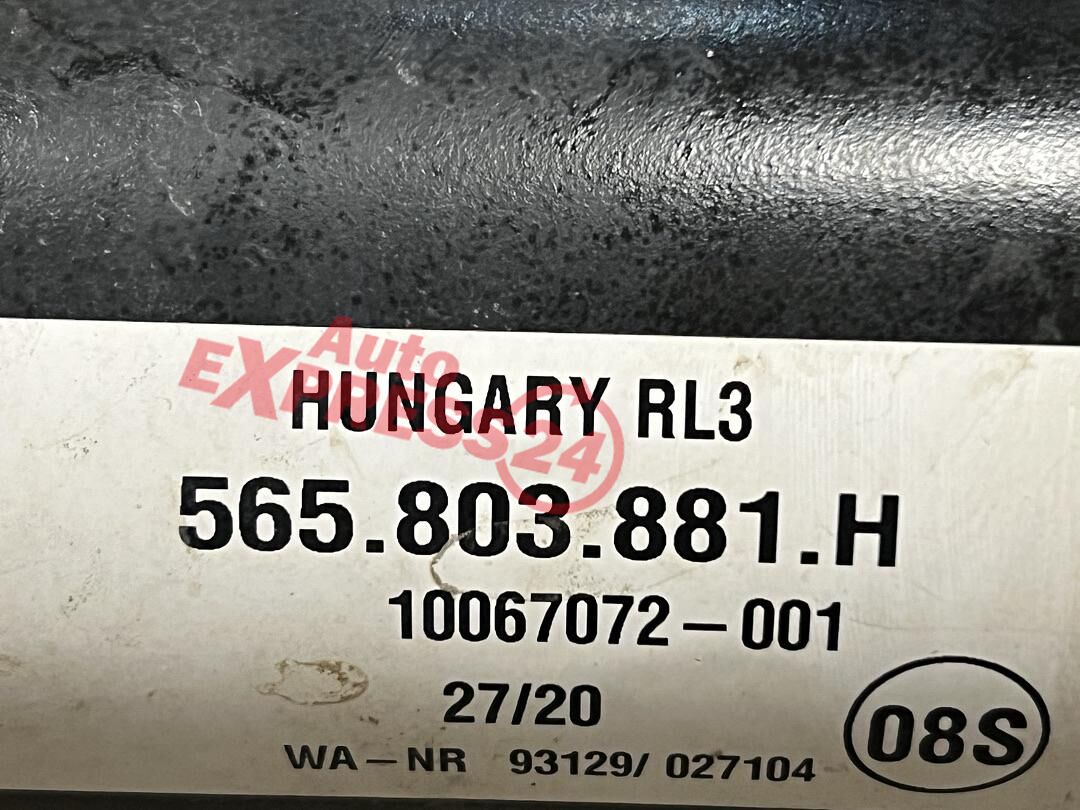 Auto
EXPRESS24
HUNGARY RL3
565.803.881.H
10067072-001
27/20
08S
WA-NR 93129/ 027104